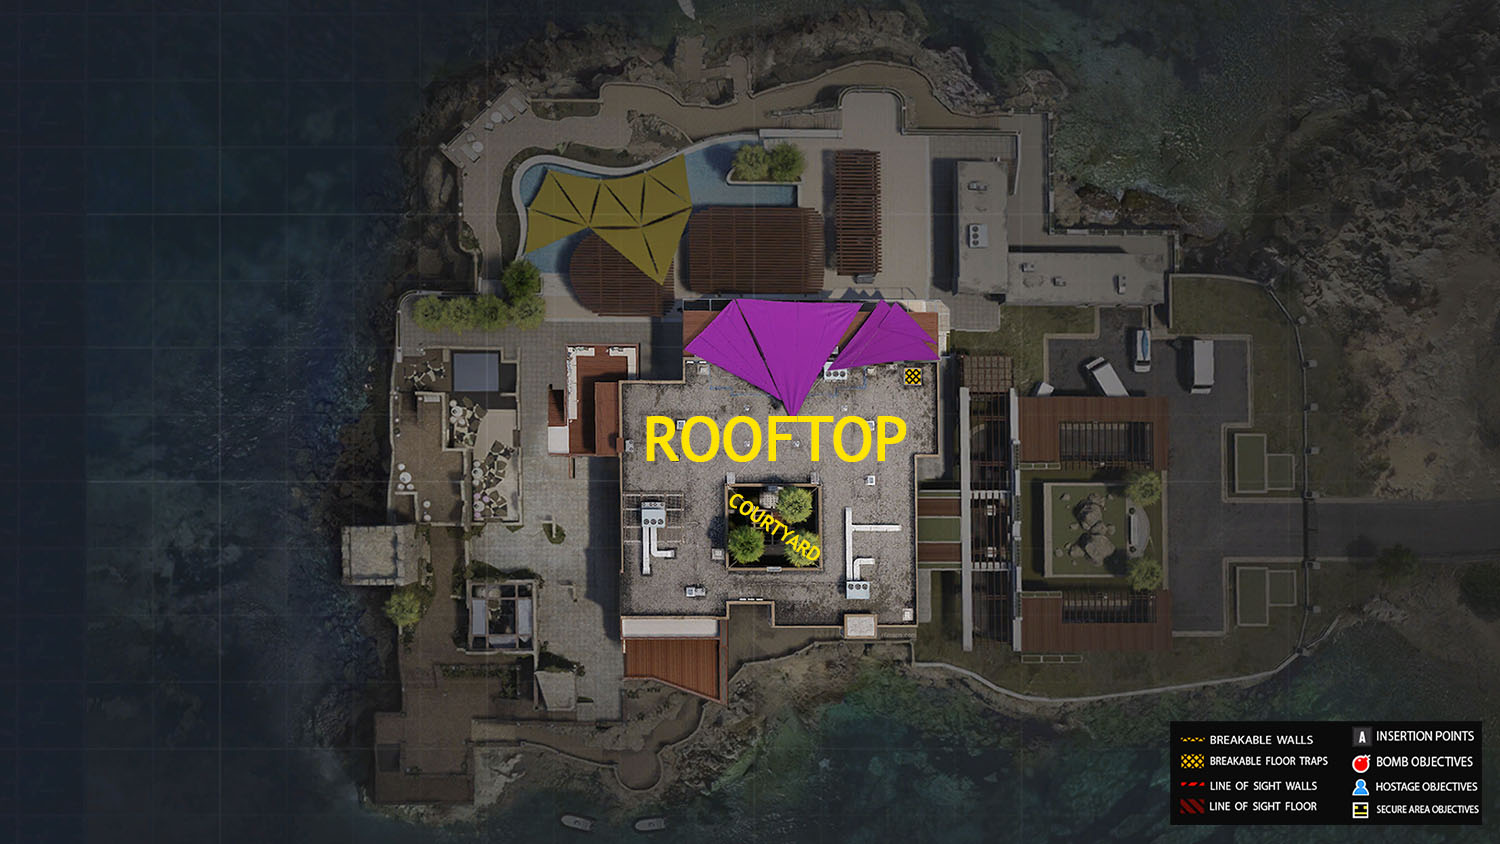 ROOFTOP
COURTYARD
BREAKABLE WALLS
BREAKABLE FLOOR TRAPS
LINE OF SIGHT WALLS
LINE OF SIGHT FLOOR
A INSERTION POINTS
BOMB OBJECTIVES
HOSTAGE OBJECTIVES
SECURE AREA OBJECTIVES